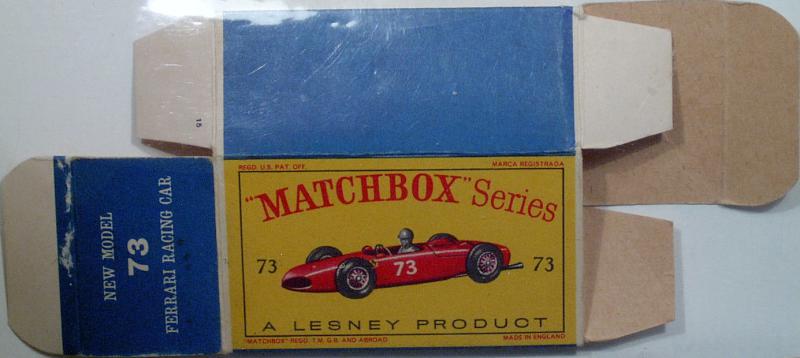 15
REGD. U.S. PAT. OFF.
MARCA REGISTRADA
"MATCHBOX" Series
73
73
73
A LESNEY PRODUCT
"MATCHBOX" REGD. T.M. G.B. AND ABROAD
MADE IN ENGLAND
NEW MODEL
73
FERRARI RACING CAR